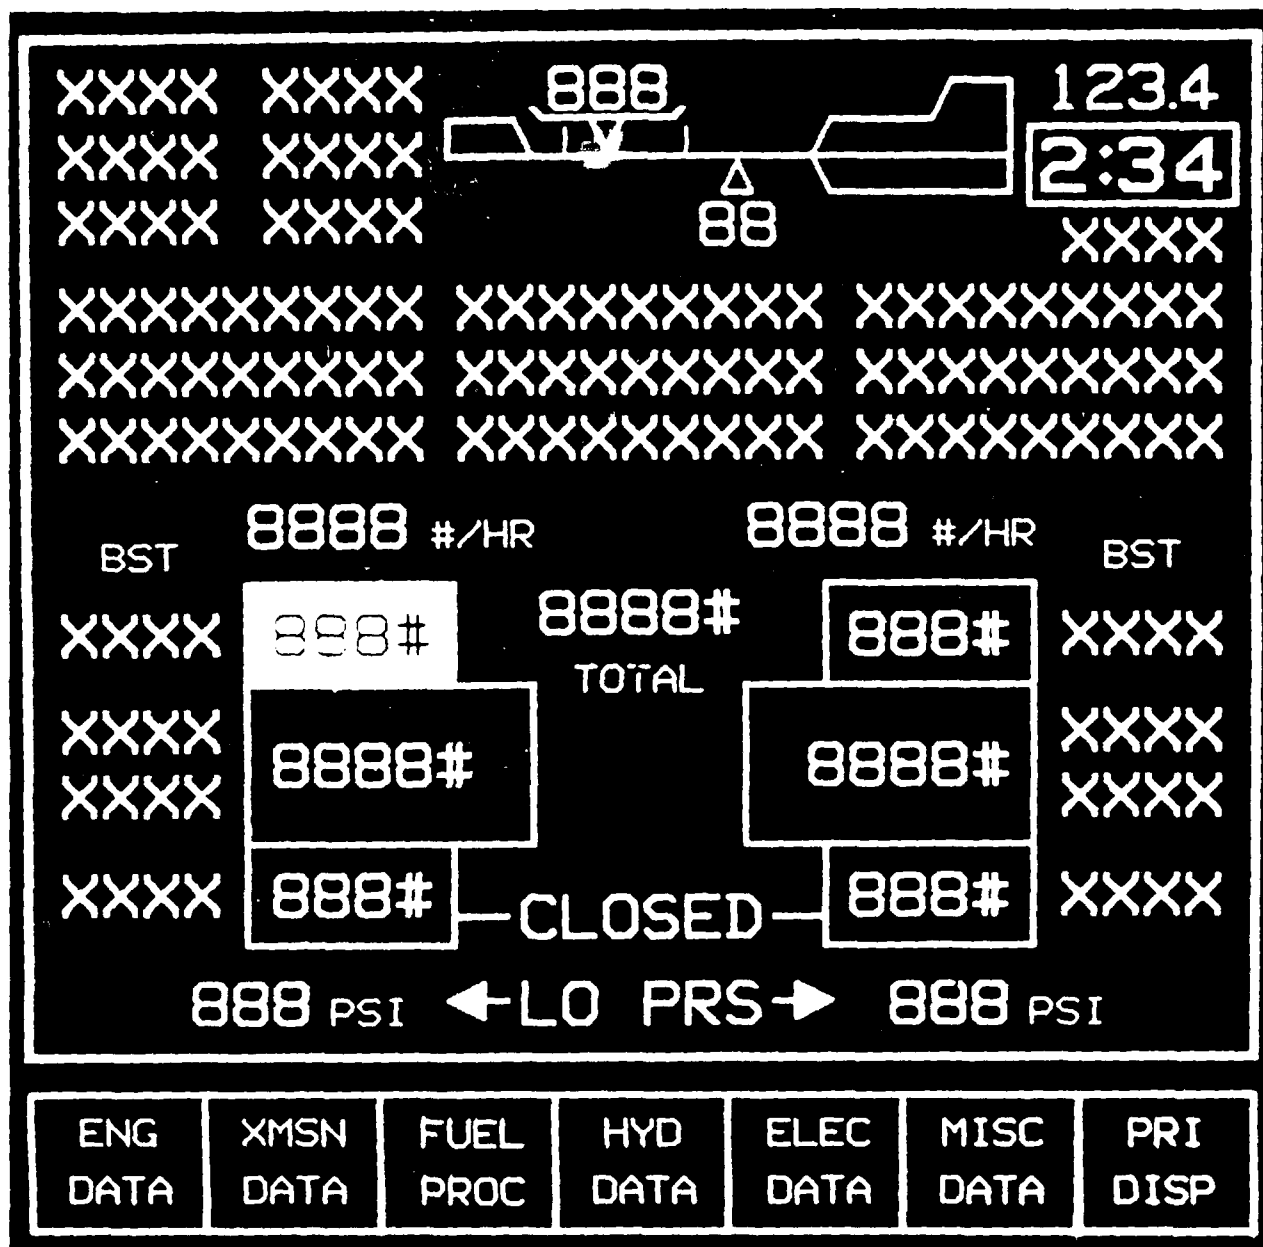 XXXX XXXX 888 123.4
XXXX XXXX 2:34
XXXX XXXX 88 XXXX
XXXXXXXXX XXXXXXXXX XXXXXXXXX
XXXXXXXXX XXXXXXXXX XXXXXXXXX
XXXXXXXXX XXXXXXXXX XXXXXXXXX
8888 #/HR 8888 #/HR
BST BST
XXXX 888# 8888# 888# XXXX
TOTAL
XXXX XXXX
8888# 8888#
XXXX XXXX
XXXX 888# CLOSED 888# XXXX
888 PSI LO PRS 888 PSI
ENG XMSN FUEL HYD ELEC MISC PRI
DATA DATA PROC DATA DATA DATA DISP